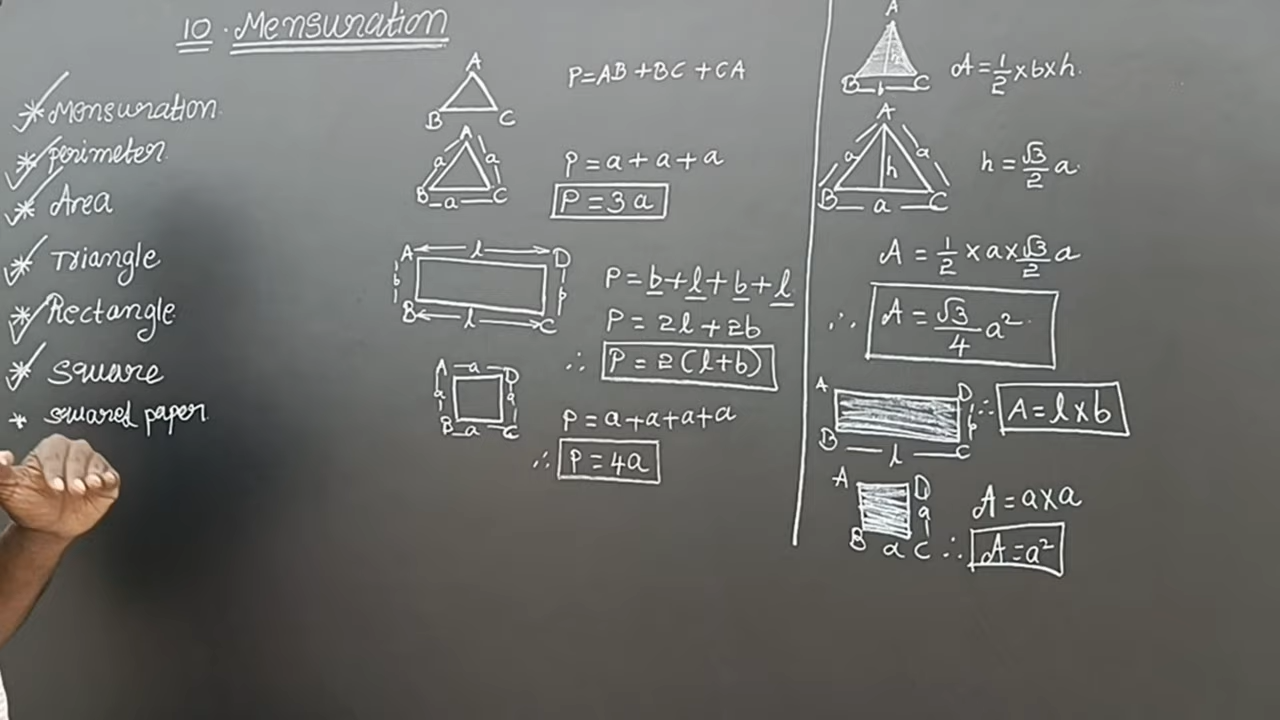 10. Mensuration
* Mensuration
* Perimeter
* Area
* Triangle
* Rectangle
* Square
* squared paper
A
B C
P=AB+BC+CA
A
a a
B a C
P = a + a + a
P = 3a
A l D
b b
B l C
P = b + l + b + l
P = 2l + 2b
∴ P = 2(l+b)
A a D
a a
B a C
P = a+a+a+a
∴ P = 4a
A
h
B b C
A = 1/2 × b × h.
A
a h a
B a C
h = √3/2 a.
A = 1/2 × a × √3/2 a
∴ A = √3/4 a²
A D
b
B l C
∴ A = l × b
A D
a
B a C
A = a × a
∴ A = a²